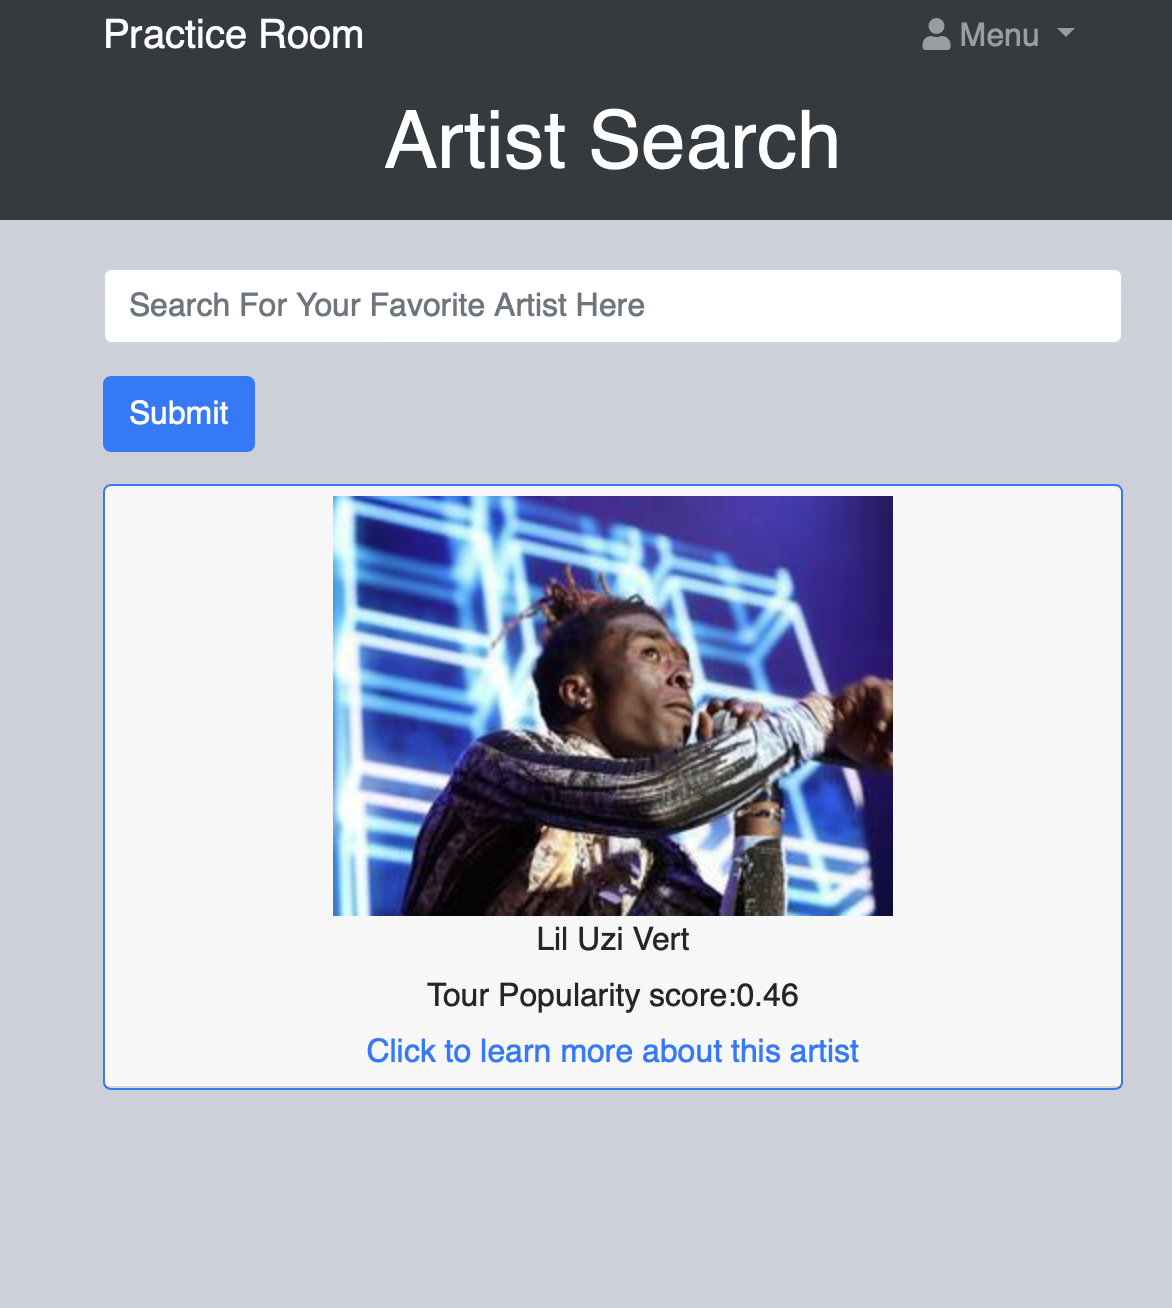 Practice Room
Menu
Artist Search
Search For Your Favorite Artist Here
Submit
Lil Uzi Vert
Tour Popularity score:0.46
Click to learn more about this artist